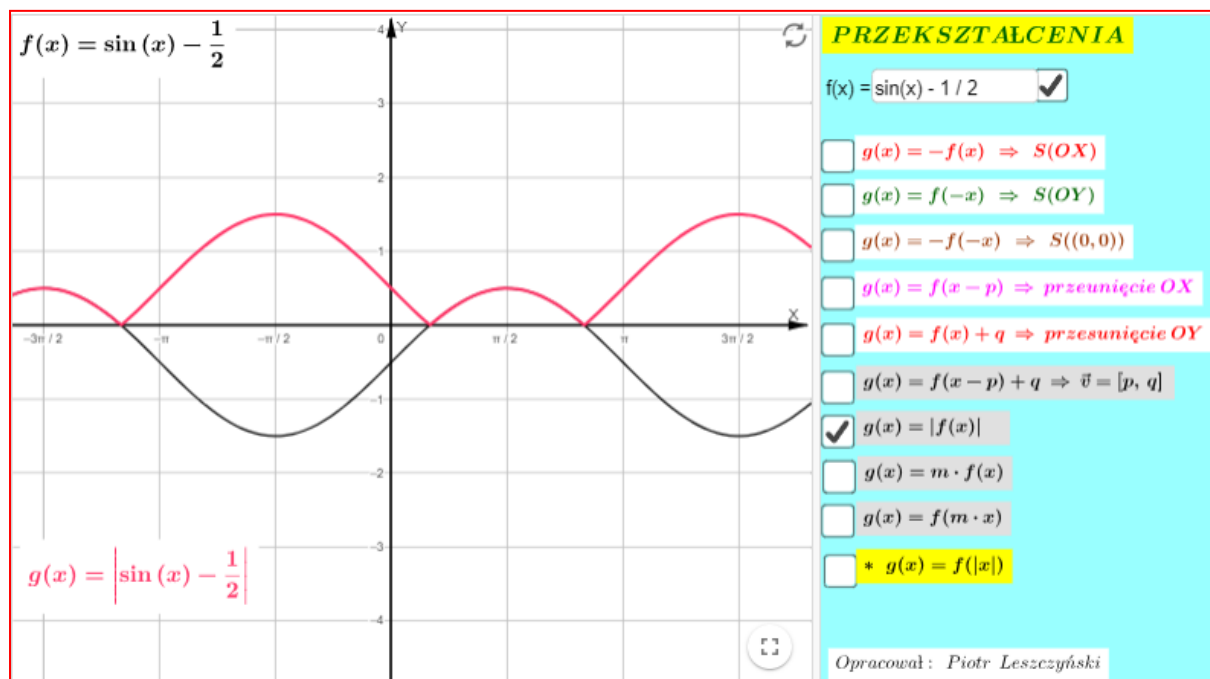 f(x) = sin (x) − 1/2
4
Y
3
2
1
X
−3π / 2
−π
−π / 2
0
π / 2
π
3π / 2
−1
−2
−3
−4
g(x) = |sin (x) − 1/2|
PRZEKSZTAŁCENIA
f(x) = sin(x) - 1 / 2
g(x) = −f(x) ⇒ S(OX)
g(x) = f(−x) ⇒ S(OY)
g(x) = −f(−x) ⇒ S((0,0))
g(x) = f(x − p) ⇒ przeunięcie OX
g(x) = f(x) + q ⇒ przesunięcie OY
g(x) = f(x − p) + q ⇒ v⃗ = [p, q]
g(x) = |f(x)|
g(x) = m · f(x)
g(x) = f(m · x)
* g(x) = f(|x|)
Opracował : Piotr Leszczyński